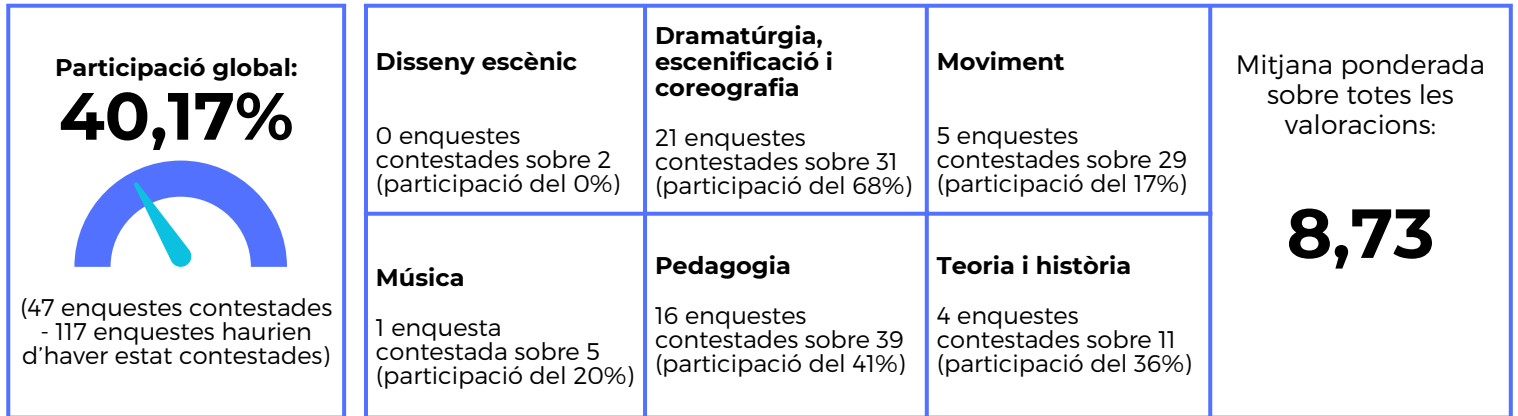 Participació global:
40,17%
(47 enquestes contestades
- 117 enquestes haurien
d'haver estat contestades)
Disseny escènic
0 enquestes
contestades sobre 2
(participació del 0%)
Dramatúrgia,
escenificació i
coreografia
21 enquestes
contestades sobre 31
(participació del 68%)
Moviment
5 enquestes
contestades sobre 29
(participació del 17%)
Música
1 enquesta
contestada sobre 5
(participació del 20%)
Pedagogia
16 enquestes
contestades sobre 39
(participació del 41%)
Teoria i història
4 enquestes
contestades sobre 11
(participació del 36%)
Mitjana ponderada
sobre totes les
valoracions:
8,73